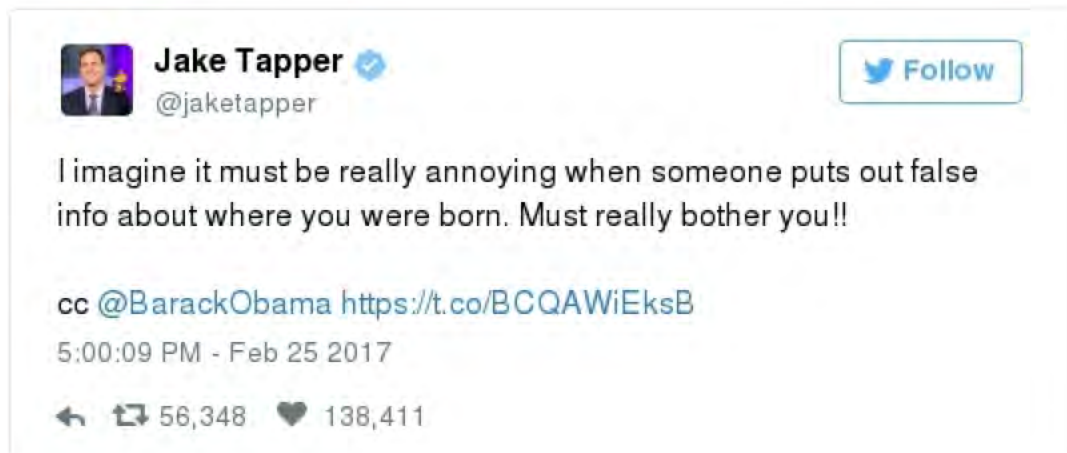 Jake Tapper
@jaketapper
Follow
I imagine it must be really annoying when someone puts out false
info about where you were born. Must really bother you!!
cc @BarackObama https://t.co/BCQAWiEksB
5:00:09 PM - Feb 25 2017
56,348 138,411